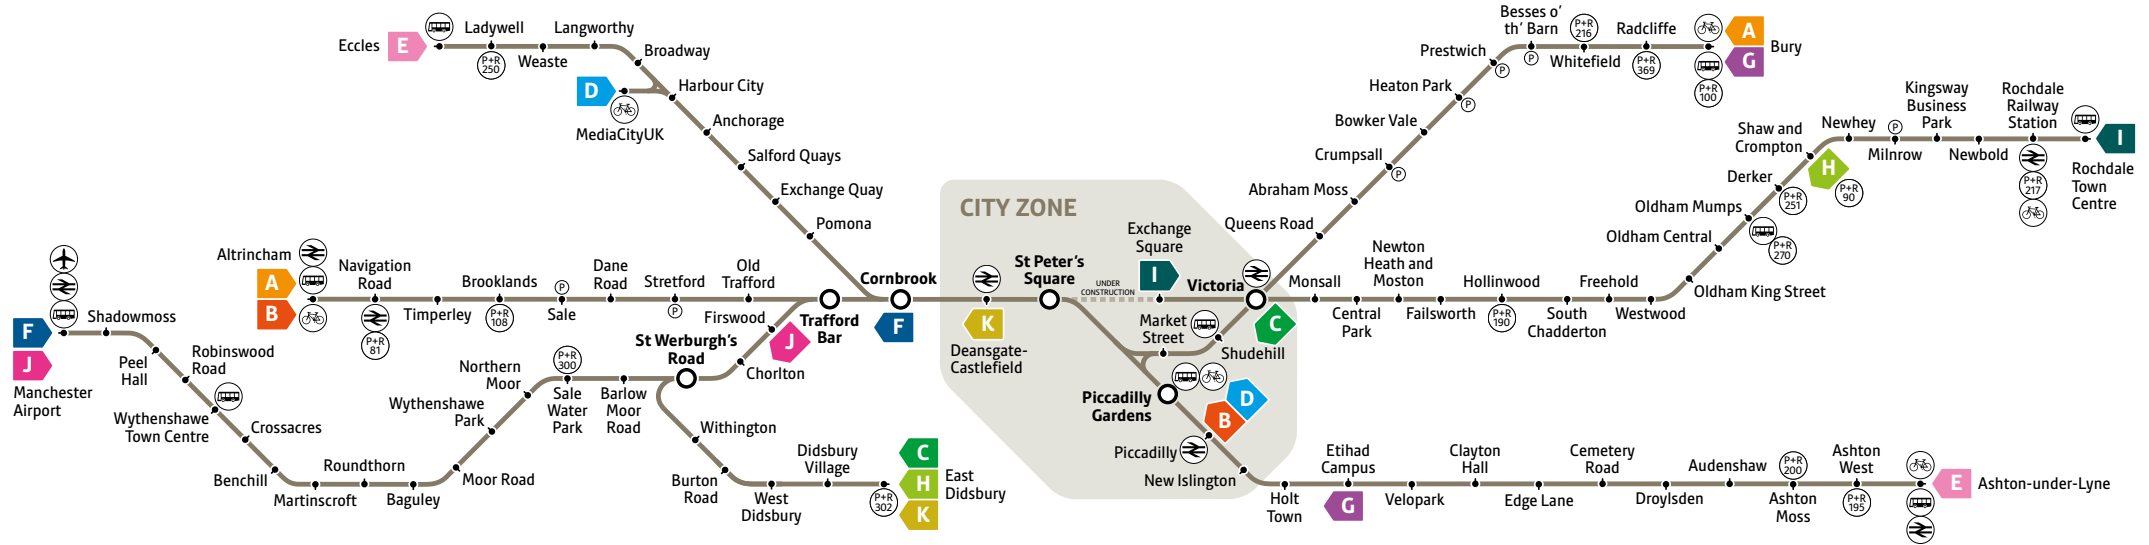 Eccles
E
Ladywell
P+R
250
Weaste
Langworthy
Broadway
D
MediaCityUK
Harbour City
Anchorage
Salford Quays
Exchange Quay
Pomona
Altrincham
A
B
Navigation
Road
P+R
81
Timperley
Brooklands
P+R
108
P
Sale
Dane
Road
Stretford
P
Old
Trafford
Trafford
Bar
Cornbrook
F
F
J
Manchester
Airport
Shadowmoss
Peel
Hall
Robinswood
Road
Wythenshawe
Town Centre
Crossacres
Benchill
Martinscroft
Roundthorn
Baguley
Moor Road
Wythenshawe
Park
Northern
Moor
P+R
300
Sale
Water
Park
Barlow
Moor
Road
St Werburgh's
Road
Chorlton
Firswood
J
Withington
Burton
Road
West
Didsbury
Didsbury
Village
P+R
302
C
H
K
East
Didsbury
CITY ZONE
K
Deansgate-
Castlefield
St Peter's
Square
UNDER
CONSTRUCTION
Exchange
Square
I
Victoria
C
Market
Street
Shudehill
Piccadilly
Gardens
D
B
Piccadilly
New Islington
Holt
Town
Etihad
Campus
G
Velopark
Clayton
Hall
Edge Lane
Cemetery
Road
Droylsden
Audenshaw
P+R
200
Ashton
Moss
Ashton
West
P+R
195
E
Ashton-under-Lyne
Queens Road
Abraham Moss
Crumpsall
P
Bowker Vale
Heaton Park
P
Prestwich
P
Besses o'
th' Barn
P
P+R
216
Whitefield
Radcliffe
P+R
369
A
G
Bury
P+R
100
Monsall
Central
Park
Newton
Heath and
Moston
Failsworth
Hollinwood
P+R
190
South
Chadderton
Freehold
Westwood
Oldham King Street
Oldham Central
Oldham Mumps
P+R
270
Derker
P+R
251
Shaw and
Crompton
H
P+R
90
Newhey
P
Milnrow
Kingsway
Business
Park
Newbold
Rochdale
Railway
Station
P+R
217
I
Rochdale
Town
Centre